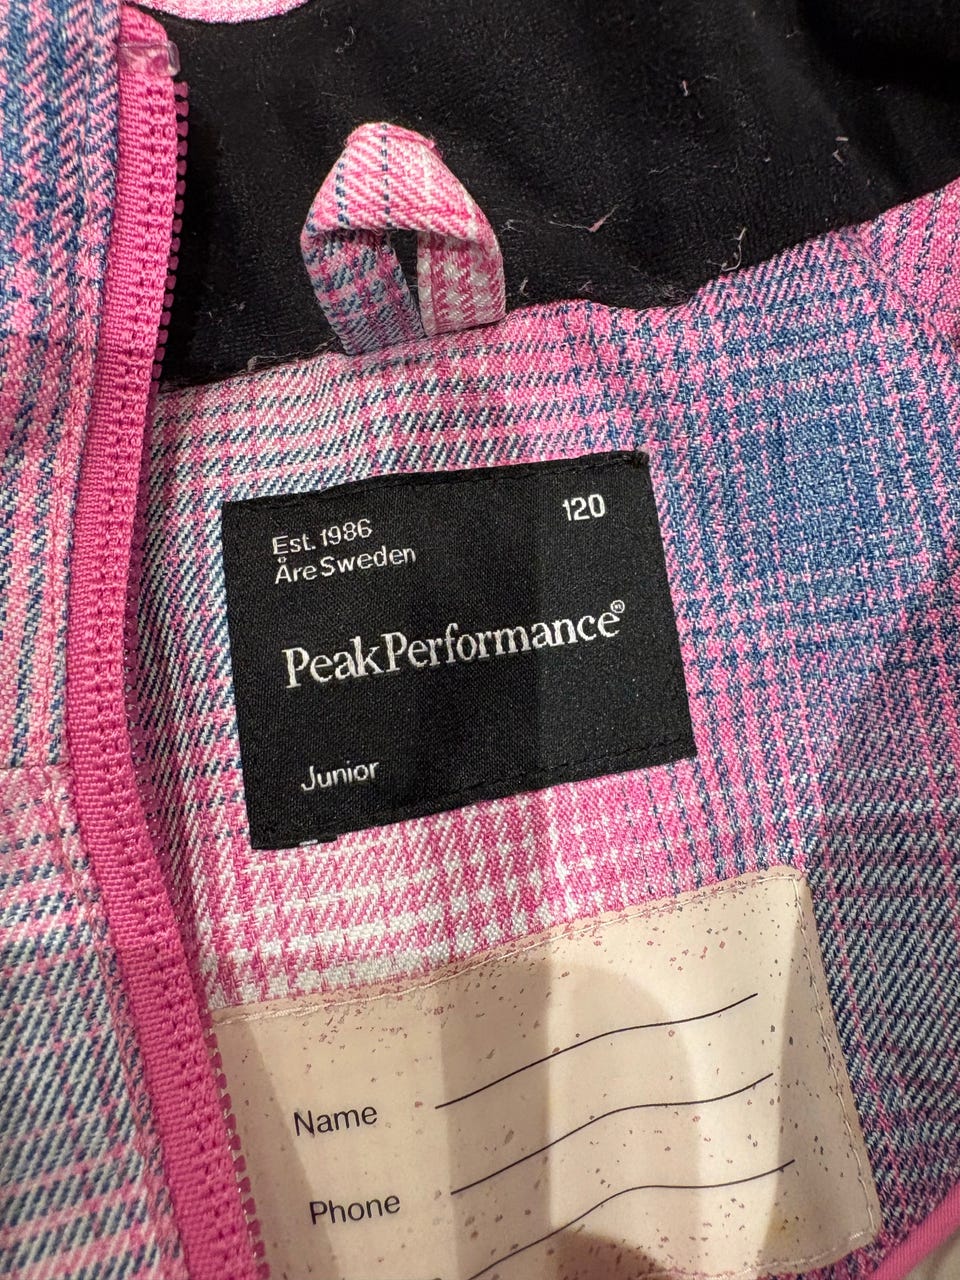 Est. 1986
Åre Sweden
120
PeakPerformance®
Junior
Name
Phone